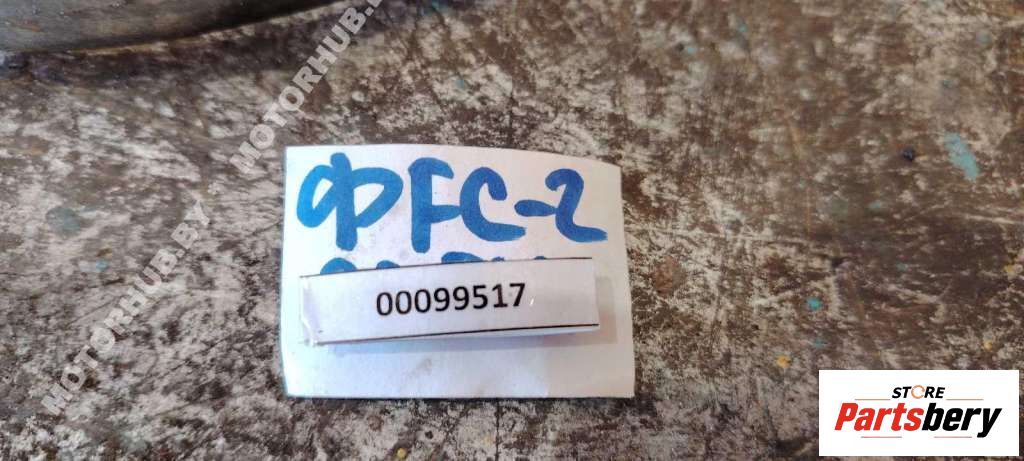 MOTORHUB.BY
MOTORHUB.BY
ФFC-2
00099517
STORE
Partsbery